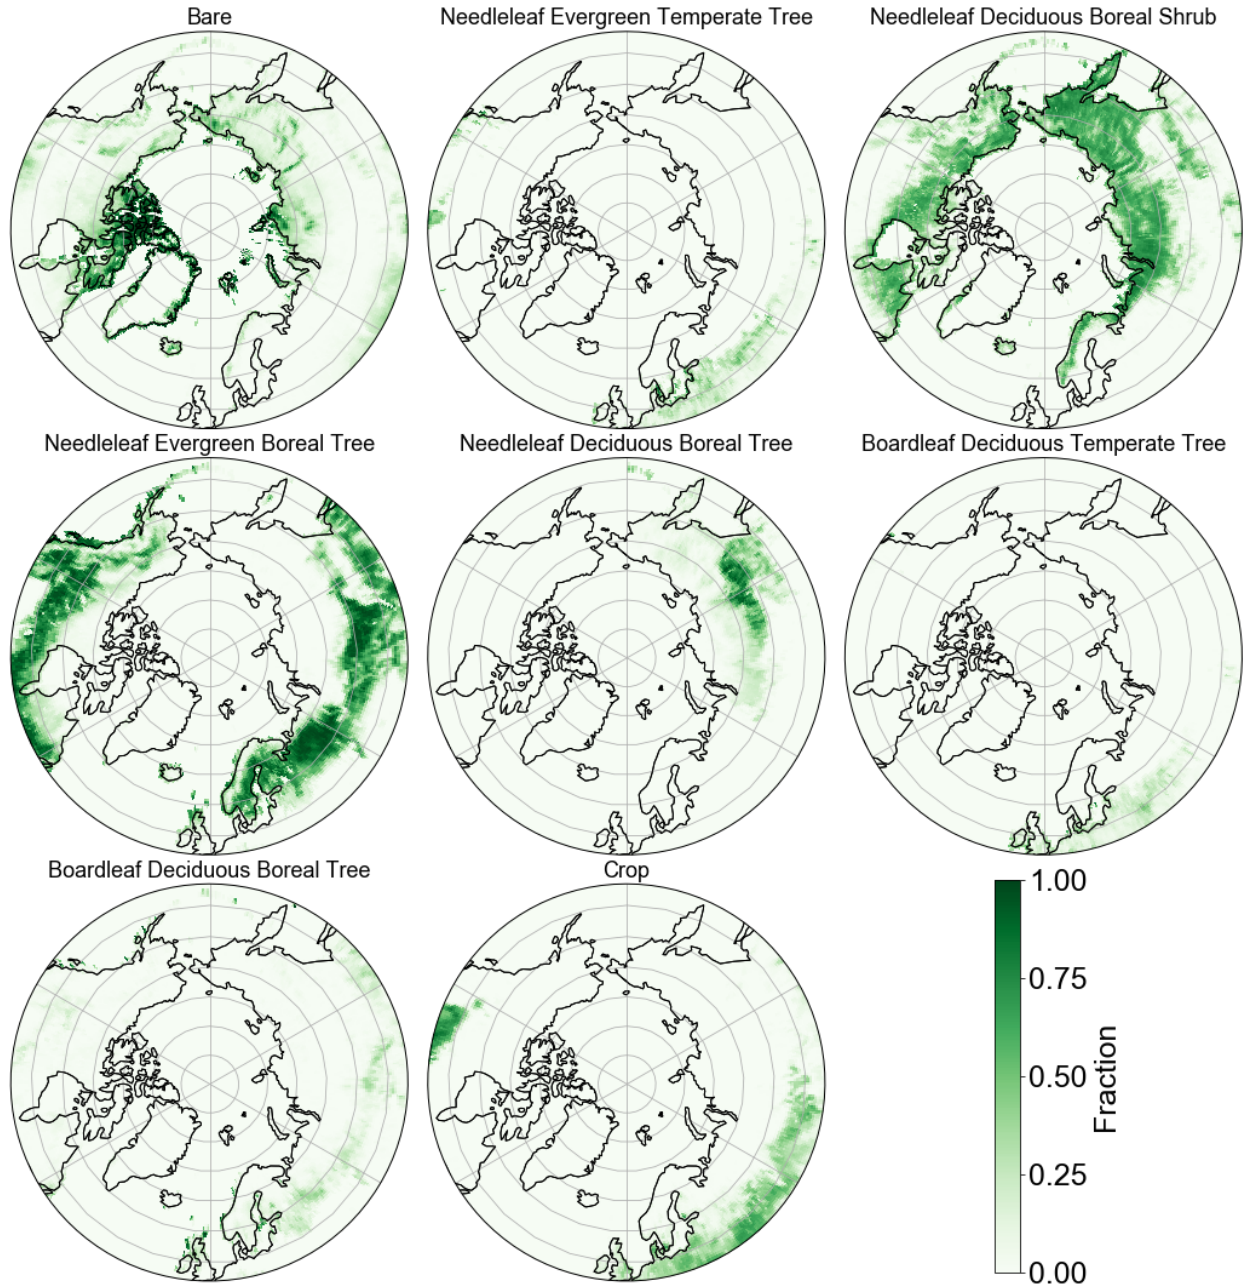 Bare
Needleleaf Evergreen Temperate Tree
Needleleaf Deciduous Boreal Shrub
Needleleaf Evergreen Boreal Tree
Needleleaf Deciduous Boreal Tree
Boardleaf Deciduous Temperate Tree
Boardleaf Deciduous Boreal Tree
Crop
1.00
0.75
0.50
0.25
0.00
Fraction